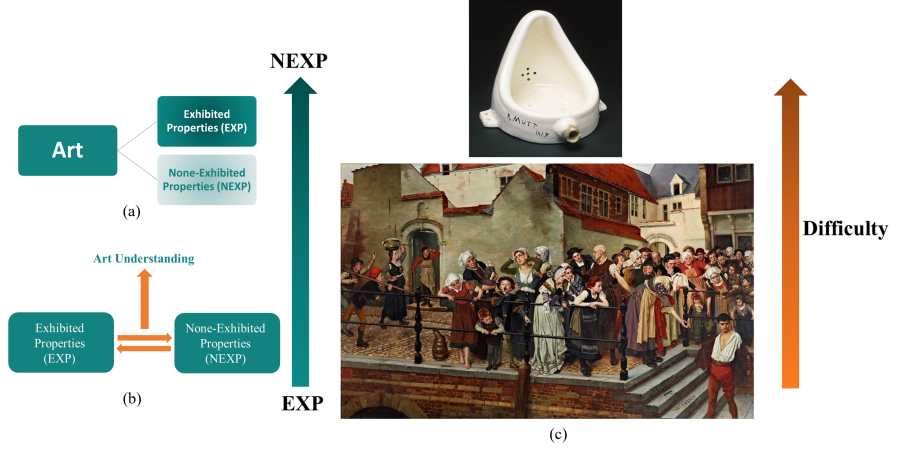 Art
Exhibited
Properties (EXP)
None-Exhibited
Properties (NEXP)
(a)
Art Understanding
Exhibited
Properties
(EXP)
None-Exhibited
Properties
(NEXP)
(b)
NEXP
EXP
R.MUTT
1917
Difficulty
(c)